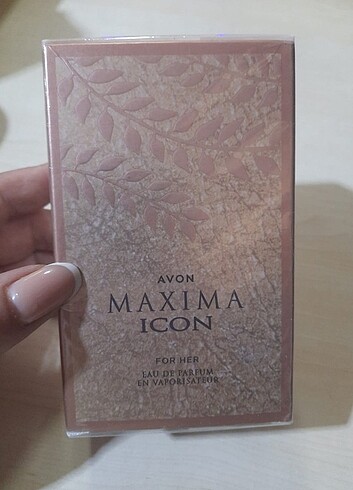 AVON
MAXIMA
ICON
FOR HER
EAU DE PARFUM
EN VAPORISATEUR